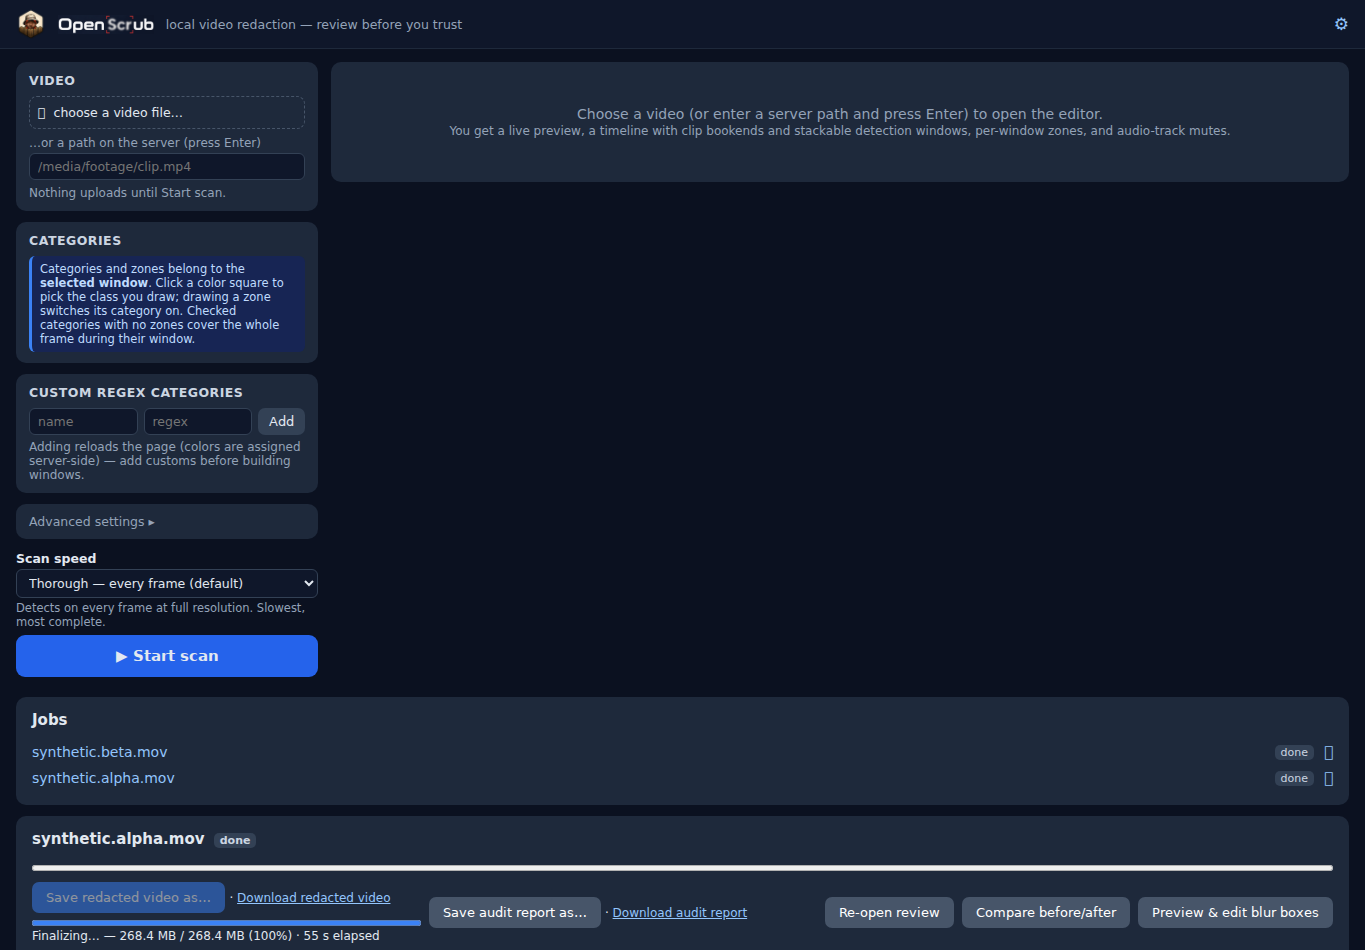 OpenScrub local video redaction — review before you trust ⚙
VIDEO
choose a video file...
...or a path on the server (press Enter)
/media/footage/clip.mp4
Nothing uploads until Start scan.
Choose a video (or enter a server path and press Enter) to open the editor.
You get a live preview, a timeline with clip bookends and stackable detection windows, per-window zones, and audio-track mutes.
CATEGORIES
Categories and zones belong to the
selected window. Click a color square to
pick the class you draw; drawing a zone
switches its category on. Checked
categories with no zones cover the whole
frame during their window.
CUSTOM REGEX CATEGORIES
name regex Add
Adding reloads the page (colors are assigned
server-side) — add customs before building
windows.
Advanced settings ▸
Scan speed
Thorough — every frame (default)
Detects on every frame at full resolution. Slowest,
most complete.
▶ Start scan
Jobs
synthetic.beta.mov done
synthetic.alpha.mov done
synthetic.alpha.mov done
Save redacted video as... · Download redacted video
Save audit report as... · Download audit report Re-open review Compare before/after Preview & edit blur boxes
Finalizing... — 268.4 MB / 268.4 MB (100%) · 55 s elapsed